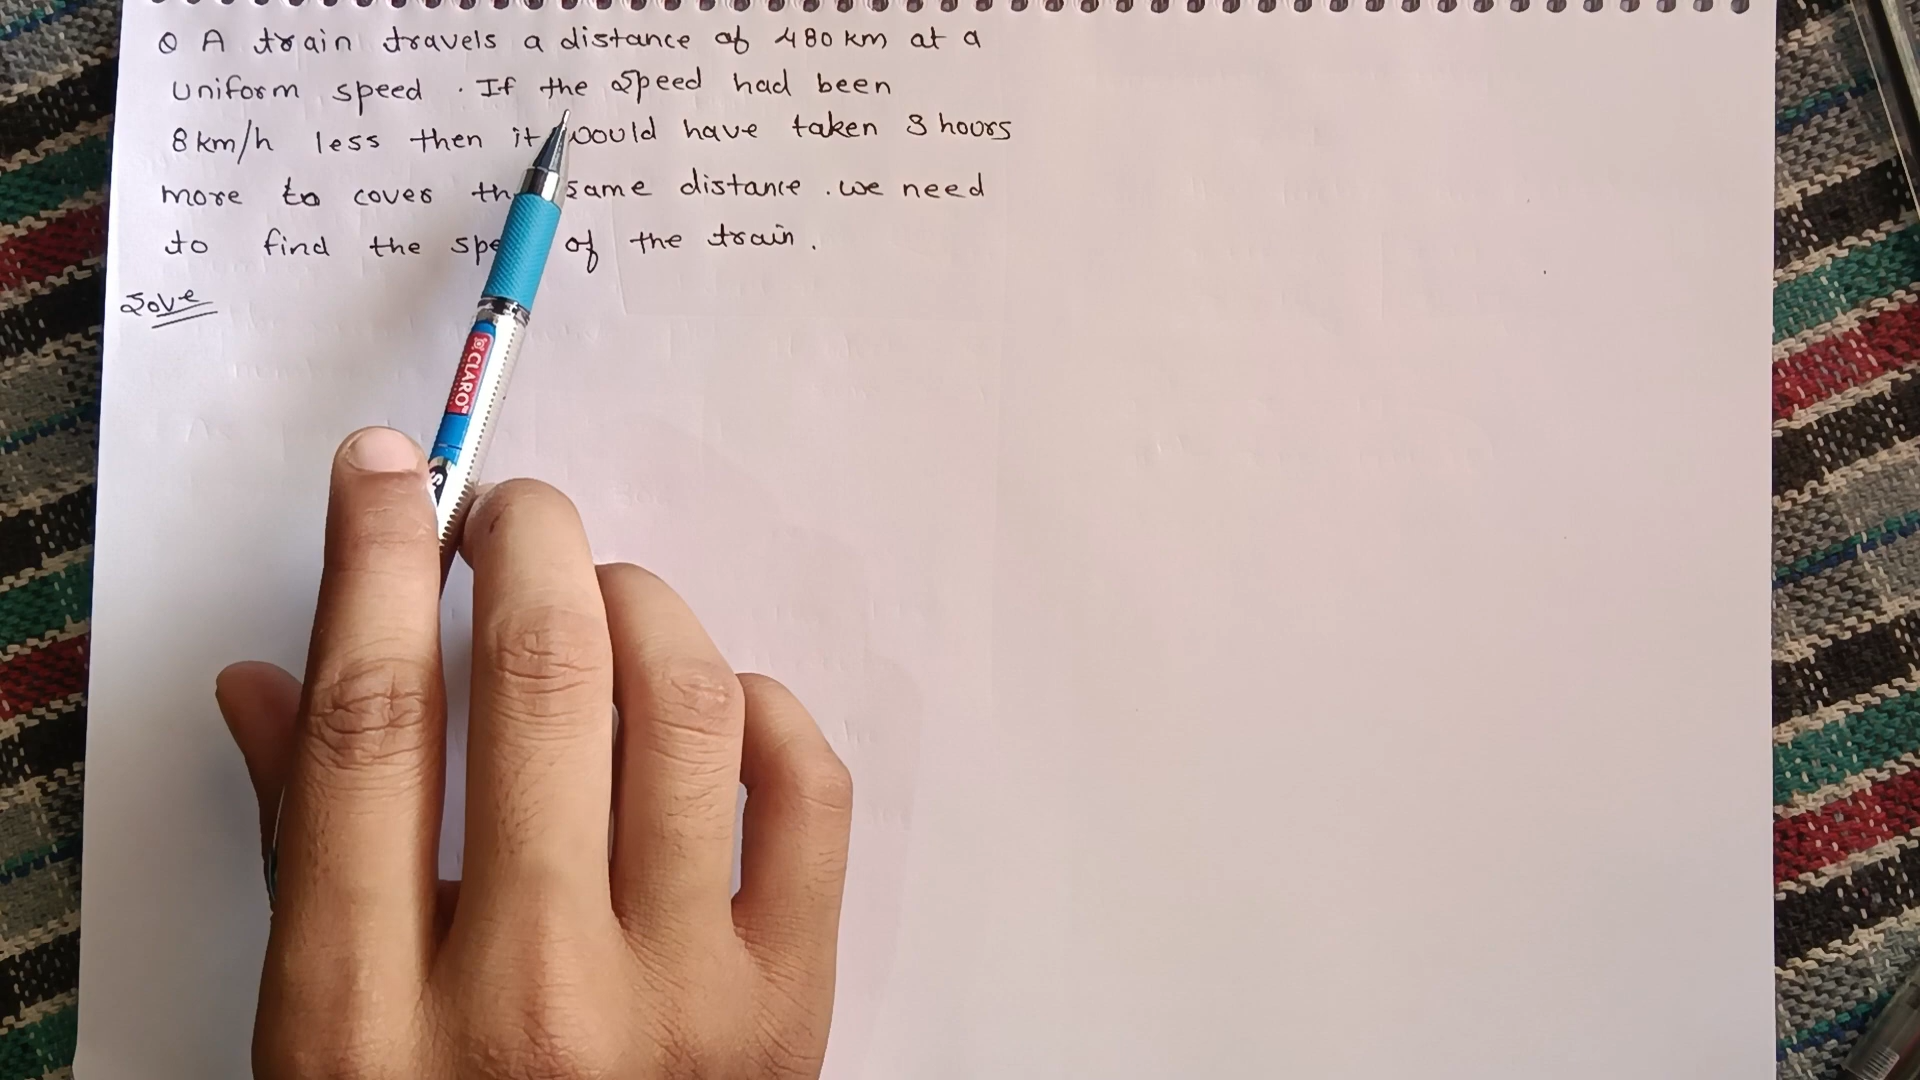 Q A train travels a distance of 480 km at a
uniform speed . If the speed had been
8 km/h less then it would have taken 3 hours
more to cover the same distance . we need
to find the of the train .
Solve
CLARO